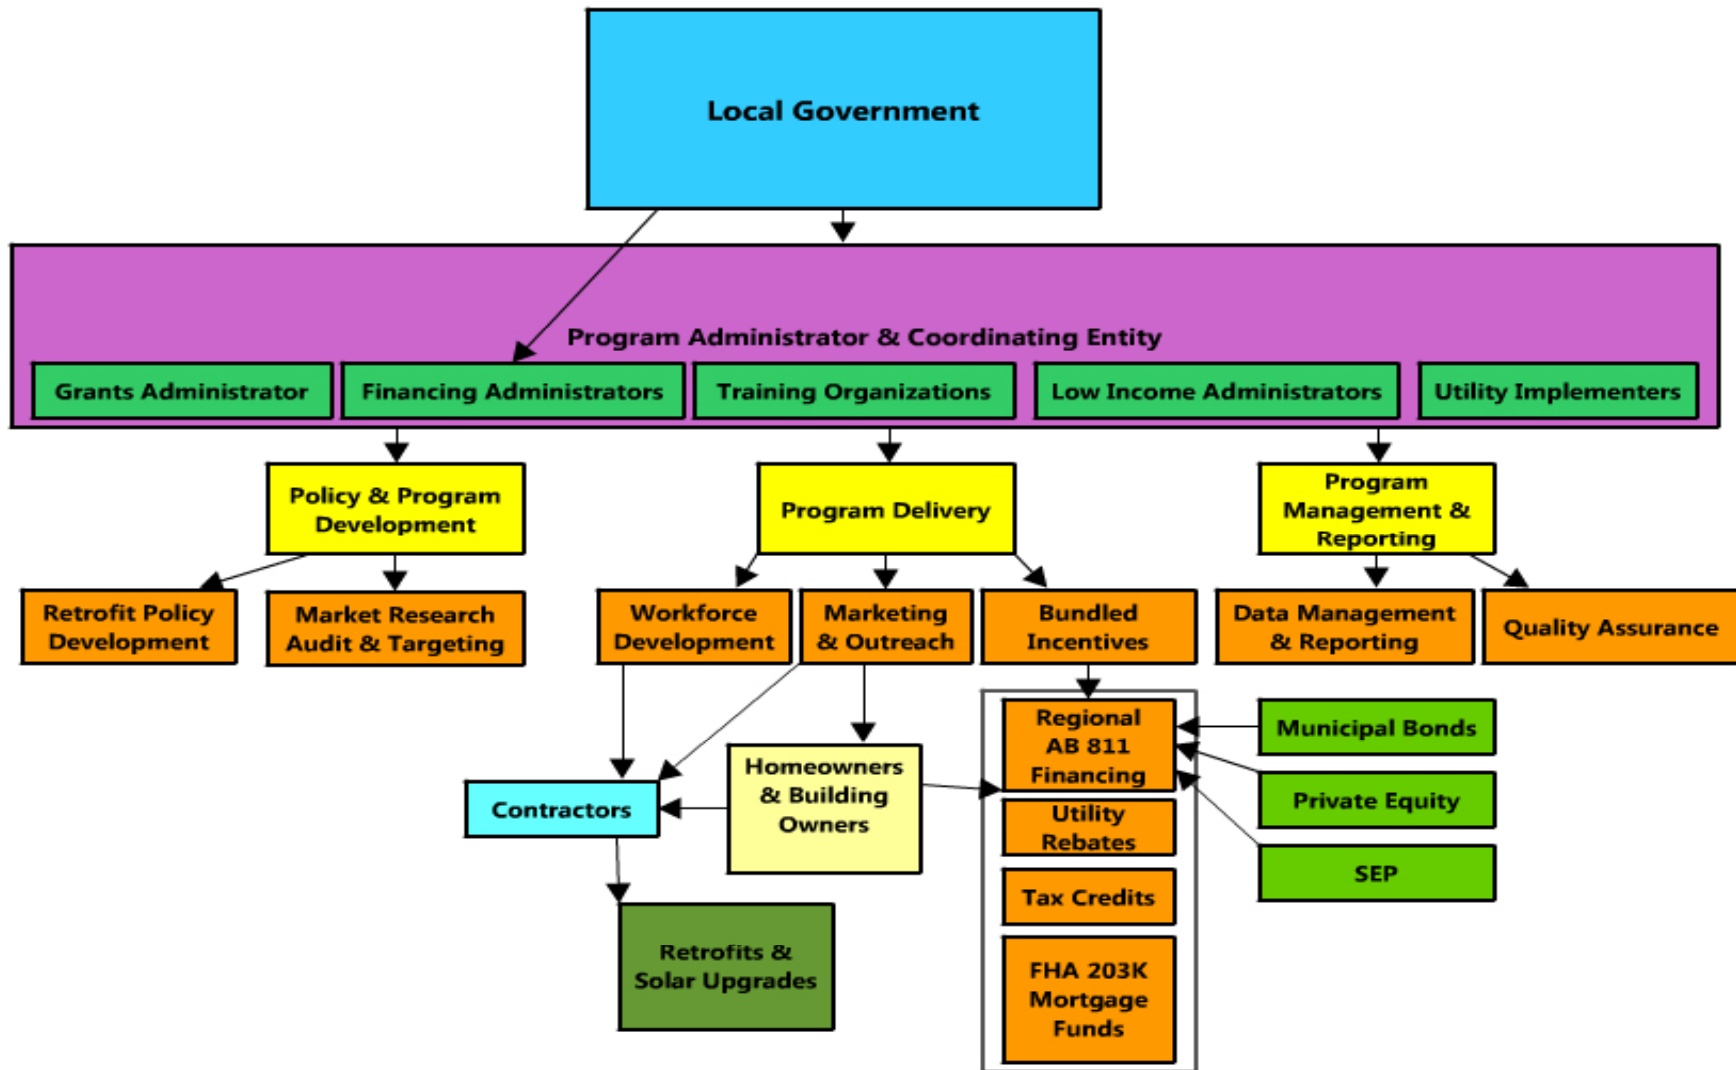 Local Government
Program Administrator & Coordinating Entity
Grants Administrator
Financing Administrators
Training Organizations
Low Income Administrators
Utility Implementers
Policy & Program
Development
Program Delivery
Program
Management &
Reporting
Retrofit Policy
Development
Market Research
Audit & Targeting
Workforce
Development
Marketing
& Outreach
Bundled
Incentives
Data Management
& Reporting
Quality Assurance
Regional
AB 811
Financing
Municipal Bonds
Homeowners
& Building
Owners
Contractors
Private Equity
Utility
Rebates
SEP
Tax Credits
Retrofits &
Solar Upgrades
FHA 203K
Mortgage
Funds